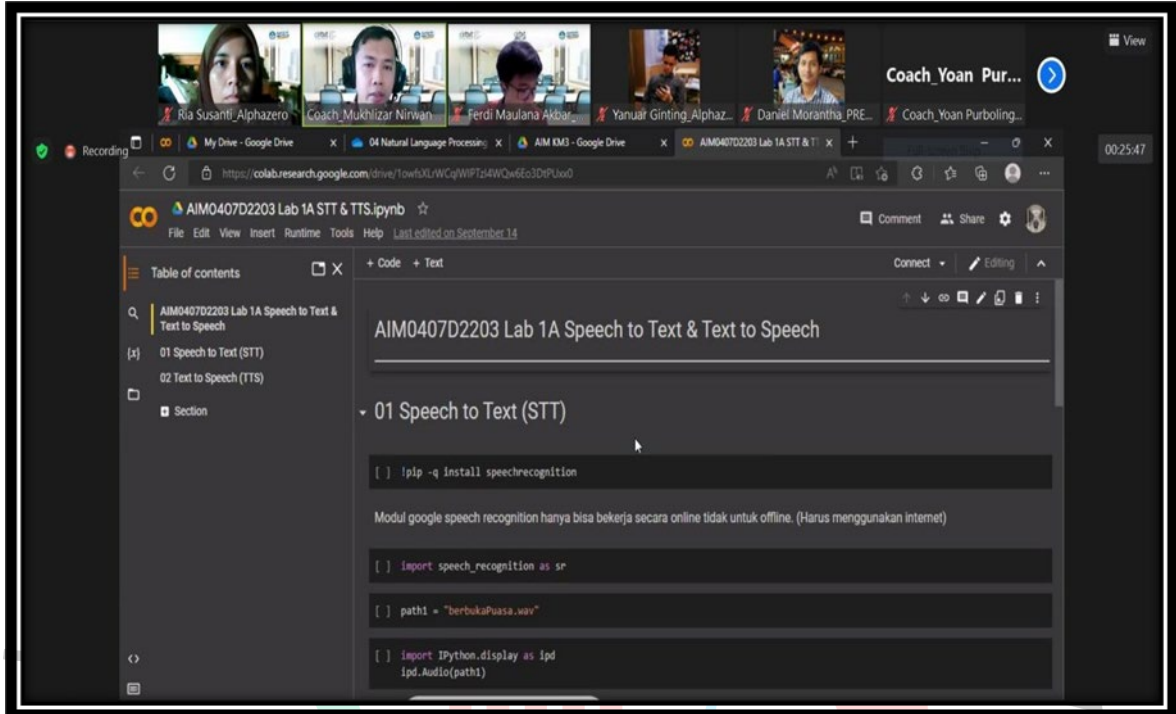 View
Coach_Yoan Pur...
Ria Susanti_Alphazero
Coach_Mukhlizar Nirwan
Ferdi Maulana Akbar_
Yanuar Ginting_Alphaz...
Daniel Morantha_PRE...
Coach_Yoan Purboling...
Recording
My Drive - Google Drive
04 Natural Language Processing
AIM KM3 - Google Drive
AIM0407D2203 Lab 1A STT & T
00:25:47
AIM0407D2203 Lab 1A STT & TTS.ipynb
Comment Share
File Edit View Insert Runtime Tools Help Last edited on September 14
Table of contents
+ Code + Text
Connect Editing
AIM0407D2203 Lab 1A Speech to Text &
Text to Speech
01 Speech to Text (STT)
02 Text to Speech (TTS)
Section
AIM0407D2203 Lab 1A Speech to Text & Text to Speech
01 Speech to Text (STT)
[ ] !pip -q install speechrecognition
Modul google speech recognition hanya bisa bekerja secara online tidak untuk offline. (Harus menggunakan internet)
[ ] import speech_recognition as sr
[ ] path1 = "berbukaPuasa.wav"
[ ] import IPython.display as ipd
ipd.Audio(path1)